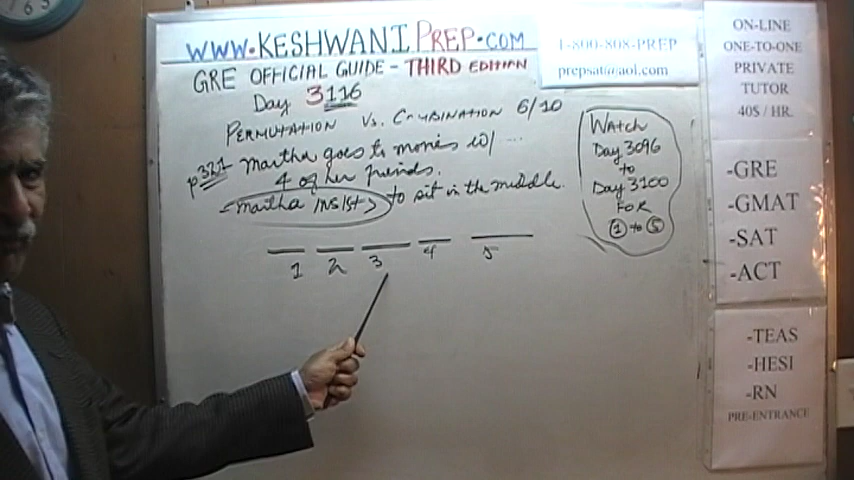 WWW.KESHWANIPREP.COM
GRE OFFICIAL GUIDE - THIRD EDITION
Day 3116
PERMUTATION Vs. COMBINATION 6/10
p321 Martha goes to movies w/ ...
4 of her friends.
- Martha insists to sit in the middle.
1 2 3 4 5
WATCH
Day 3096
to
Day 3100
FOR
1 to 5
1-800-808-PREP
prepsat@aol.com
ON-LINE
ONE-TO-ONE
PRIVATE
TUTOR
40$ / HR.
-GRE
-GMAT
-SAT
-ACT
-TEAS
-HESI
-RN
PRE-ENTRANCE